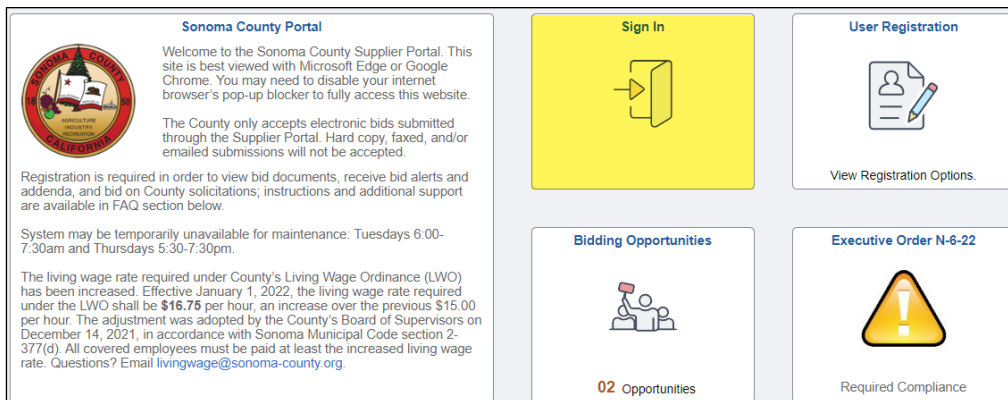 Sonoma County Portal
SONOMA COUNTY
18 50
AGRICULTURE
INDUSTRY
RECREATION
CALIFORNIA
Welcome to the Sonoma County Supplier Portal. This
site is best viewed with Microsoft Edge or Google
Chrome. You may need to disable your internet
browser's pop-up blocker to fully access this website.
The County only accepts electronic bids submitted
through the Supplier Portal. Hard copy, faxed, and/or
emailed submissions will not be accepted.
Registration is required in order to view bid documents, receive bid alerts and
addenda, and bid on County solicitations; instructions and additional support
are available in FAQ section below.
System may be temporarily unavailable for maintenance: Tuesdays 6:00-
7:30am and Thursdays 5:30-7:30pm.
The living wage rate required under County's Living Wage Ordinance (LWO)
has been increased. Effective January 1, 2022, the living wage rate required
under the LWO shall be $16.75 per hour, an increase over the previous $15.00
per hour. The adjustment was adopted by the County's Board of Supervisors on
December 14, 2021, in accordance with Sonoma Municipal Code section 2-
377(d). All covered employees must be paid at least the increased living wage
rate. Questions? Email livingwage@sonoma-county.org.
Sign In
User Registration
View Registration Options.
Bidding Opportunities
02 Opportunities
Executive Order N-6-22
Required Compliance